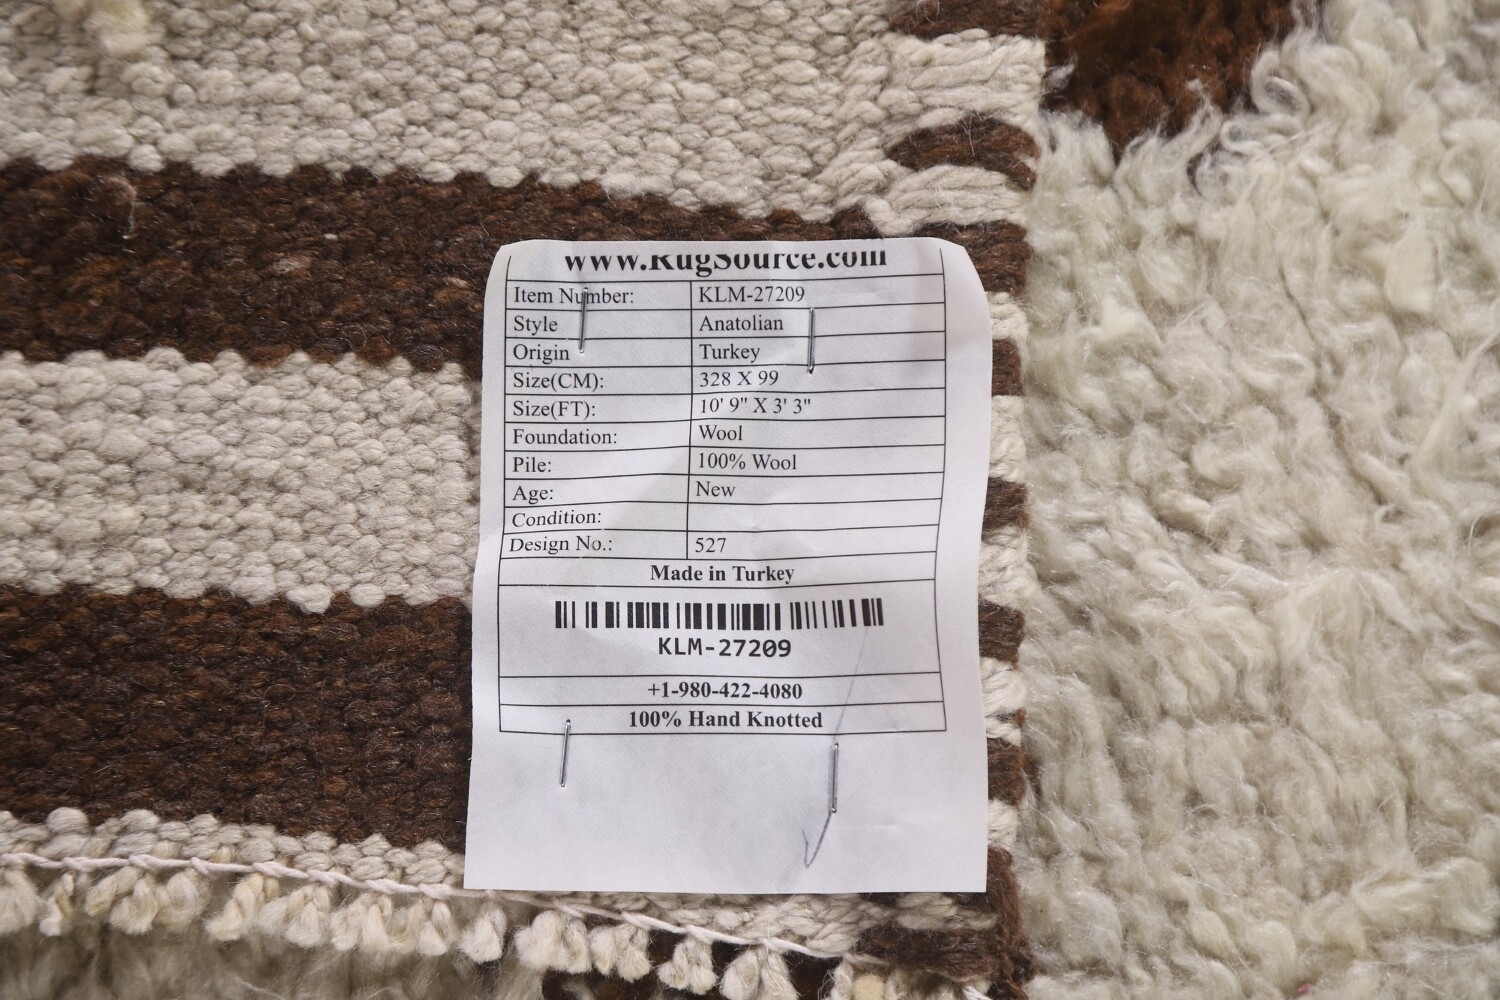 www.RugSource.com
Item Number: KLM-27209
Style Anatolian
Origin Turkey
Size(CM): 328 X 99
Size(FT): 10' 9" X 3' 3"
Foundation: Wool
Pile: 100% Wool
Age: New
Condition:
Design No.: 527
Made in Turkey
KLM-27209
+1-980-422-4080
100% Hand Knotted